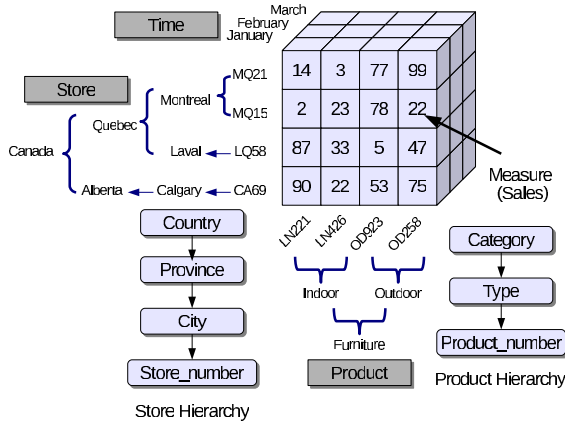 March
Time
February
January
MQ21
14 3 77 99
Store
Montreal
MQ15
2 23 78 22
Quebec
Canada
Laval
LQ58
87 33 5 47
Measure
(Sales)
Alberta
Calgary
CA69
90 22 53 75
LN221
LN426
OD923
OD258
Country
Category
Province
Indoor
Outdoor
Type
City
Furniture
Product_number
Store_number
Product
Product Hierarchy
Store Hierarchy